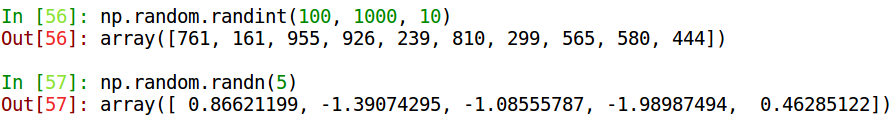 In [56]: np.random.randint(100, 1000, 10)
Out[56]: array([761, 161, 955, 926, 239, 810, 299, 565, 580, 444])
In [57]: np.random.randn(5)
Out[57]: array([ 0.86621199, -1.39074295, -1.08555787, -1.98987494,  0.46285122])